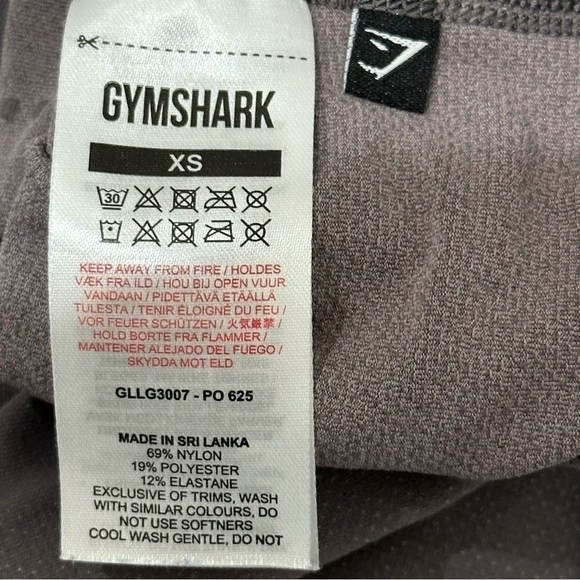 GYMSHARK
XS
30
KEEP AWAY FROM FIRE / HOLDES
VÆK FRA ILD / HOU BIJ OPEN VUUR
VANDAAN / PIDETTÄVÄ ETÄÄLLÄ
TULESTA / TENIR ÉLOIGNÉ DU FEU /
VOR FEUER SCHÜTZEN / 火気厳禁 /
HOLD BORTE FRA FLAMMER /
MANTENER ALEJADO DEL FUEGO /
SKYDDA MOT ELD
GLLG3007 - PO 625
MADE IN SRI LANKA
69% NYLON
19% POLYESTER
12% ELASTANE
EXCLUSIVE OF TRIMS, WASH
WITH SIMILAR COLOURS, DO
NOT USE SOFTNERS
COOL WASH GENTLE, DO NOT